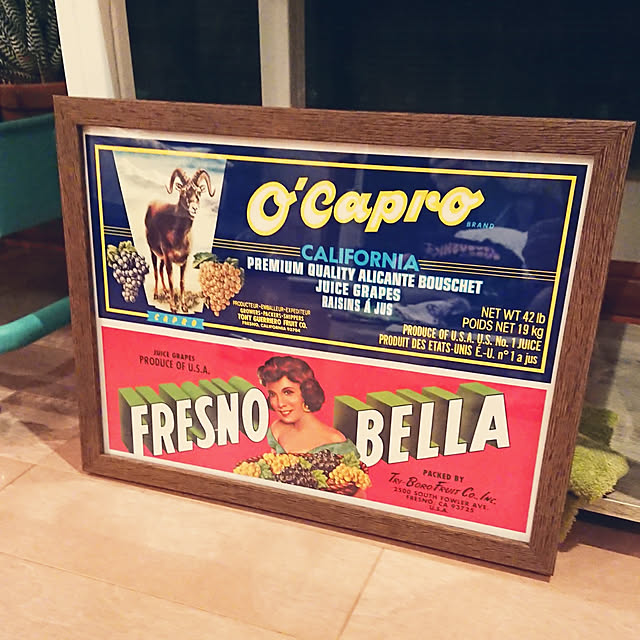 O'Capro
BRAND
CALIFORNIA
PREMIUM QUALITY ALICANTE BOUSCHET
JUICE GRAPES
RAISINS À JUS
CAPRO
PRODUCTEUR-EMBALLEUR-EXPEDITEUR
GROWERS-PACKERS-SHIPPERS
TONY GUERRIERO FRUIT CO.
FRESNO, CALIFORNIA 93704
NET WT 42 lb
POIDS NET 19 kg
PRODUCE OF U.S.A. U.S. No. 1 JUICE
PRODUIT DES ETATS-UNIS É.-U. n° 1 a jus
JUICE GRAPES
PRODUCE OF U.S.A.
FRESNO BELLA
PACKED BY
TRI-BORO FRUIT CO., INC.
2500 SOUTH FOWLER AVE.
FRESNO, CA 93725
U.S.A.